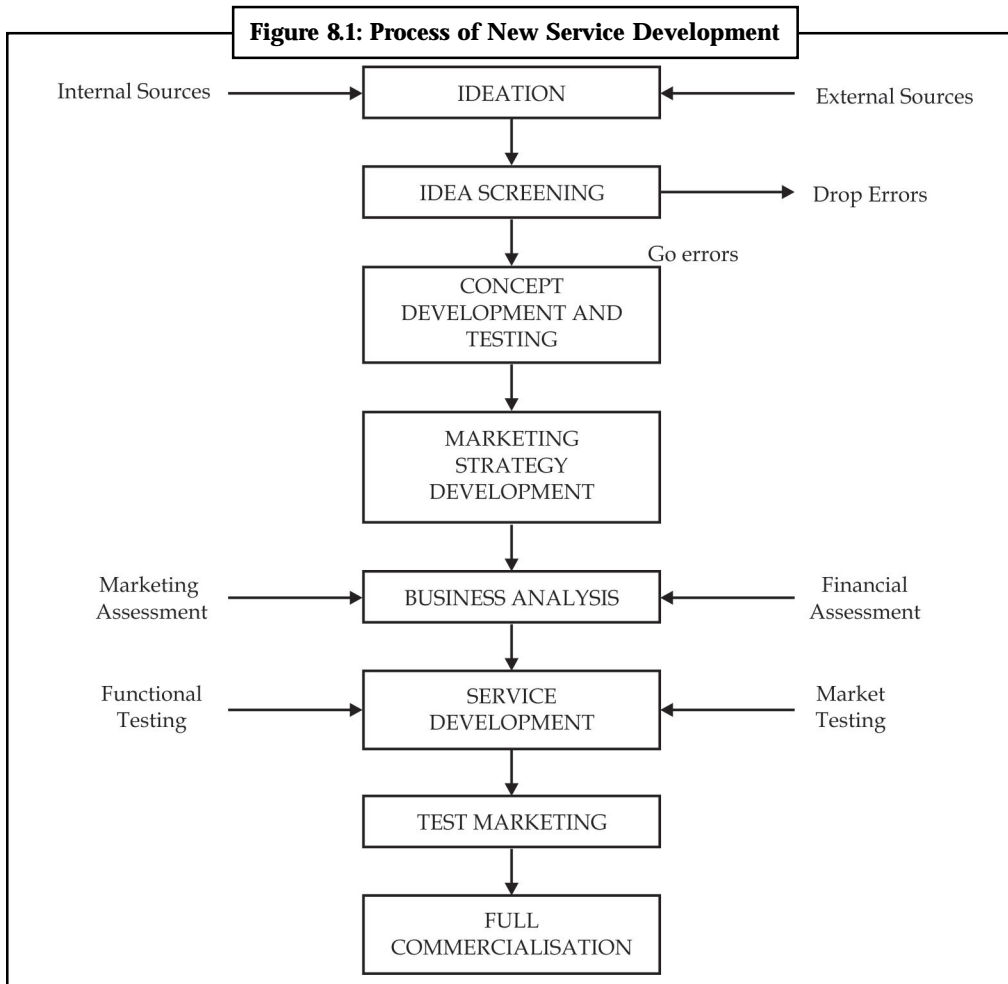 Figure 8.1: Process of New Service Development
Internal Sources
IDEATION
External Sources
IDEA SCREENING
Drop Errors
Go errors
CONCEPT
DEVELOPMENT AND
TESTING
MARKETING
STRATEGY
DEVELOPMENT
Marketing
Assessment
BUSINESS ANALYSIS
Financial
Assessment
Functional
Testing
SERVICE
DEVELOPMENT
Market
Testing
TEST MARKETING
FULL
COMMERCIALISATION